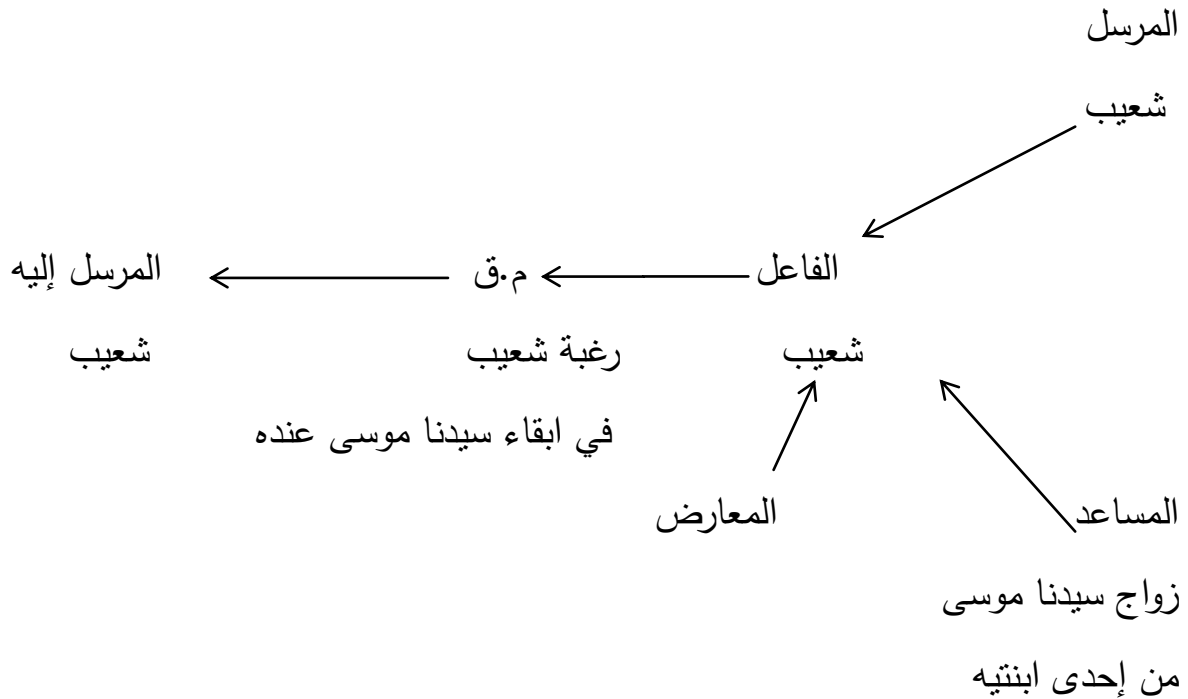 المرسل
شعيب
الفاعل م.ق المرسل إليه
شعيب رغبة شعيب شعيب
في ابقاء سيدنا موسى عنده
المساعد المعارض
زواج سيدنا موسى
من إحدى ابنتيه